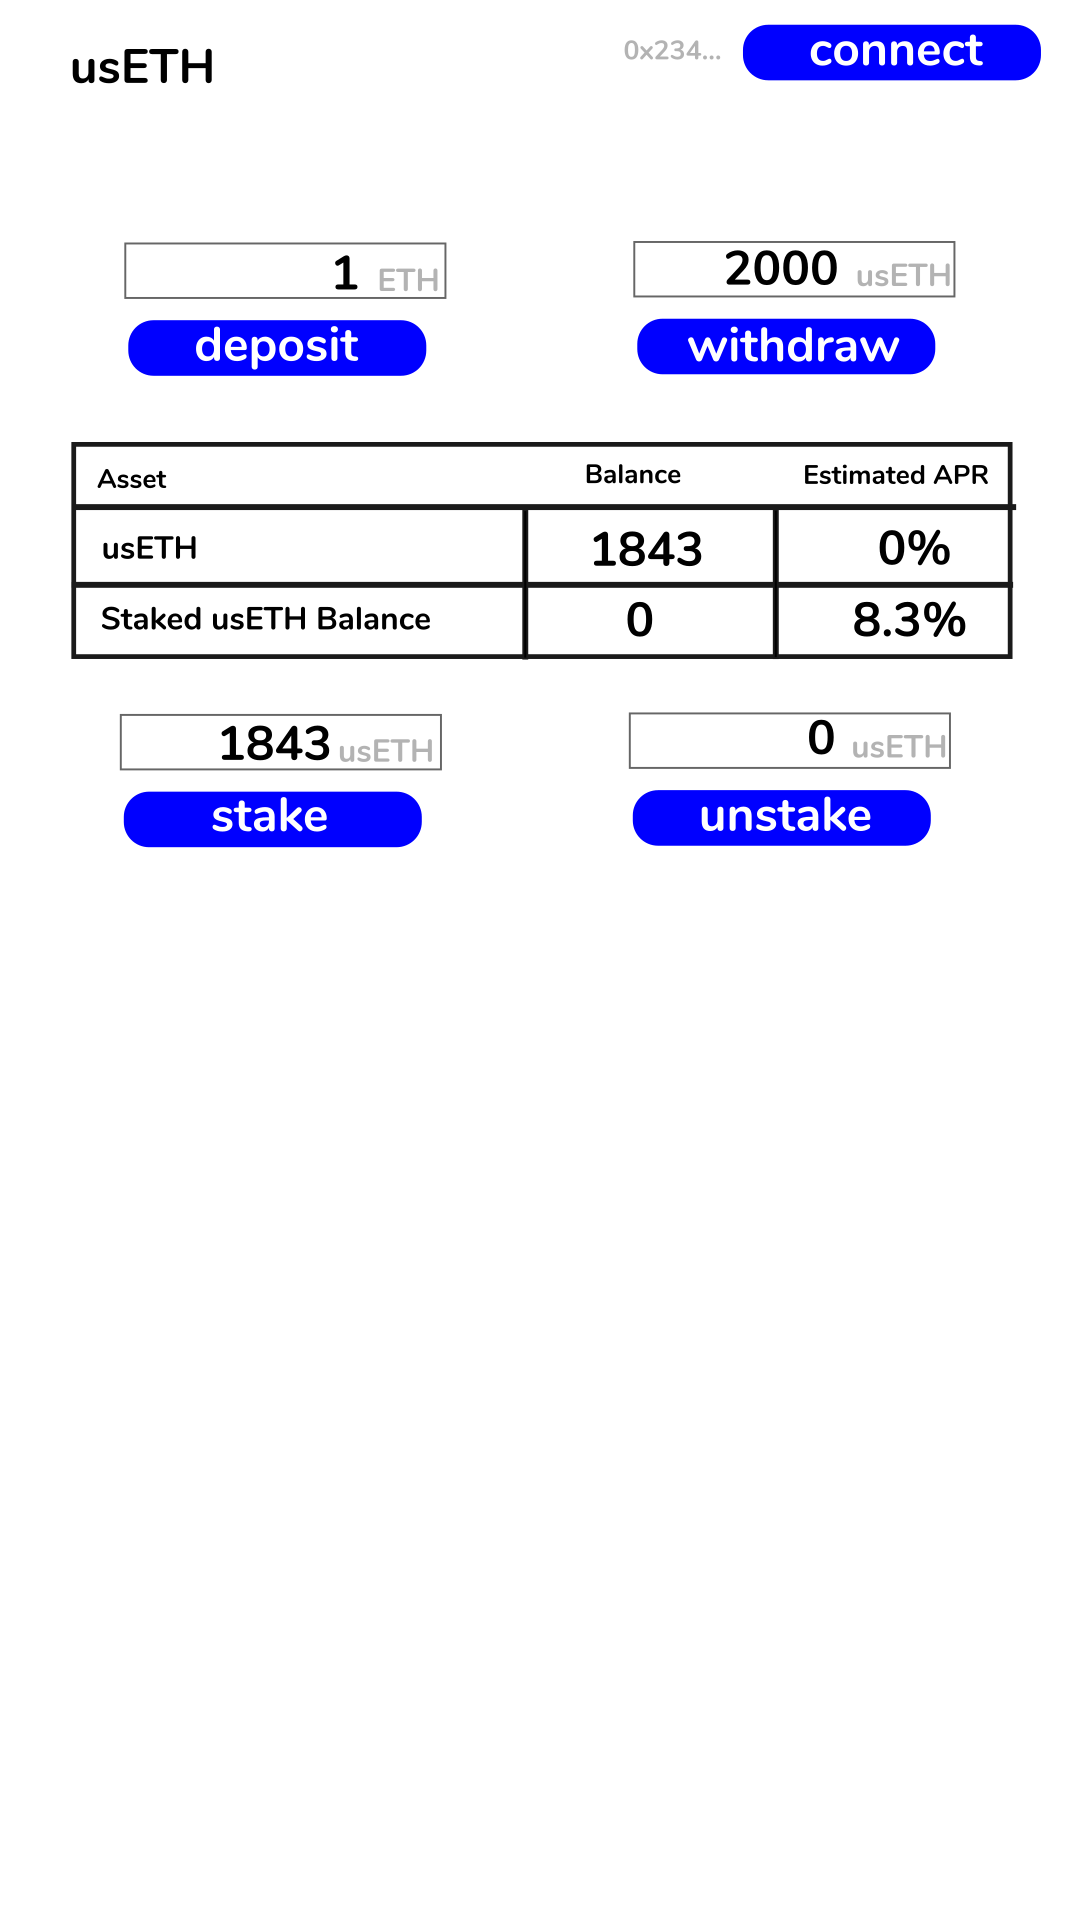 usETH
0x234...
connect
1 ETH
2000 usETH
deposit
withdraw
Asset Balance Estimated APR
usETH 1843 0%
Staked usETH Balance 0 8.3%
1843 usETH
0 usETH
stake
unstake